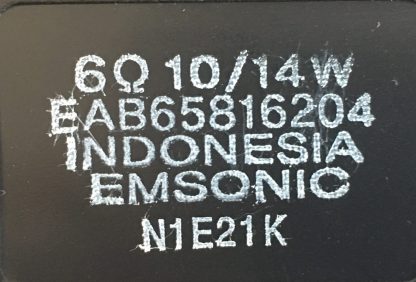 6Ω 10/14W
EAB65816204
INDONESIA
EMSONIC
N1E21K